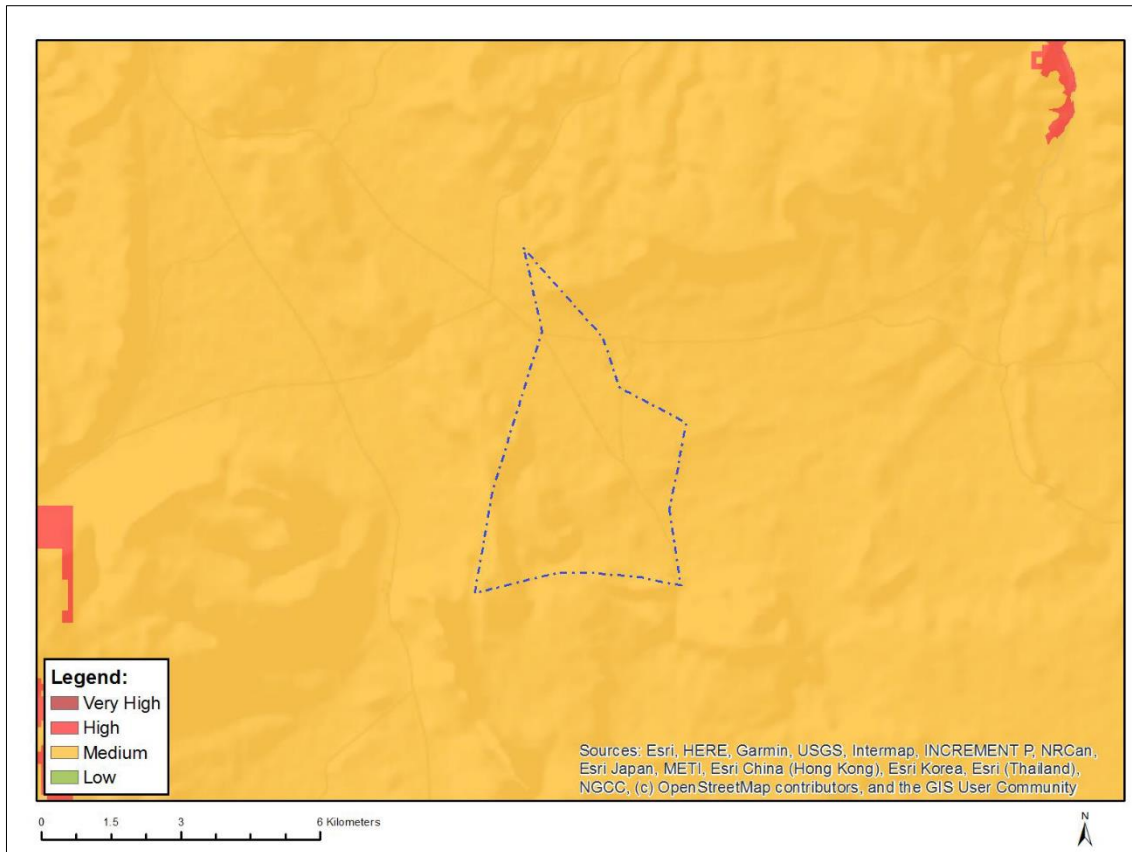 Legend:
Very High
High
Medium
Low
Sources: Esri, HERE, Garmin, USGS, Intermap, INCREMENT P, NRCan,
Esri Japan, METI, Esri China (Hong Kong), Esri Korea, Esri (Thailand),
NGCC, (c) OpenStreetMap contributors, and the GIS User Community
0 1.5 3 6 Kilometers
N